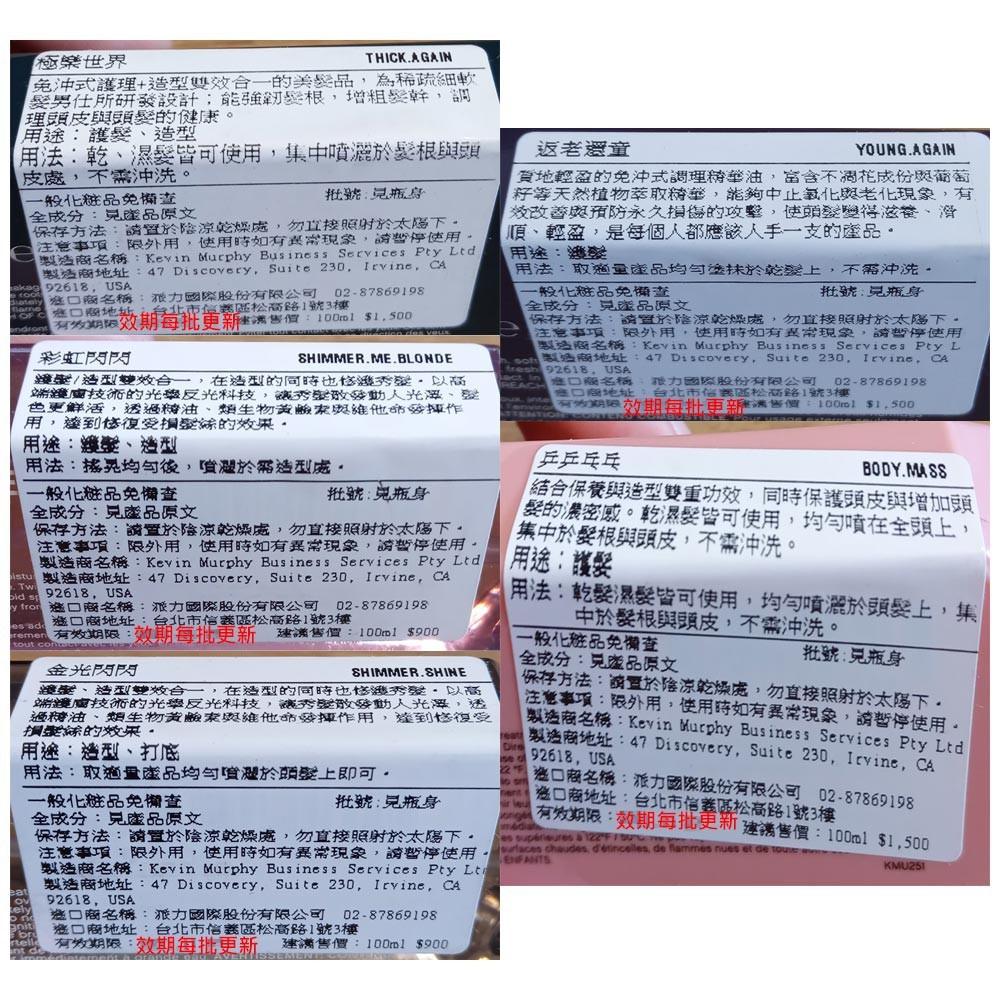 極樂世界 THICK.AGAIN
免沖式護理+造型雙效合一的美髮品，為稀疏細軟
髮男仕所研發設計；能強韌髮根，增粗髮幹，調
理頭皮與頭髮的健康。
用途：護髮、造型
用法：乾、濕髮皆可使用，集中噴灑於髮根與頭
皮處，不需沖洗。
一般化粧品免備查 批號:見瓶身
全成分：見產品原文
保存方法：請置於陰涼乾燥處，勿直接照射於太陽下。
注意事項：限外用，使用時如有異常現象，請暫停使用。
製造商名稱：Kevin Murphy Business Services Pty Ltd
製造商地址：47 Discovery, Suite 230, Irvine, CA
92618, USA
進口商名稱：派力國際股份有限公司 02-87869198
進口商地址：台北市信義區松高路1號3樓
有效期限：效期每批更新 建議售價：100ml $1,500
彩虹閃閃 SHIMMER.ME.BLONDE
護髮/造型雙效合一，在造型的同時也修護秀髮。以高
端護膚技術的光學反光科技，讓秀髮散發動人光澤、髮
色更鮮活，透過精油、類生物黃鹼素與維他命發揮作
用，達到修復受損髮絲的效果。
用途：護髮、造型
用法：搖晃均勻後，噴灑於需造型處。
一般化粧品免備查 批號:見瓶身
全成分：見產品原文
保存方法：請置於陰涼乾燥處，勿直接照射於太陽下。
注意事項：限外用，使用時如有異常現象，請暫停使用。
製造商名稱：Kevin Murphy Business Services Pty Ltd
製造商地址：47 Discovery, Suite 230, Irvine, CA
92618, USA
進口商名稱：派力國際股份有限公司 02-87869198
進口商地址：台北市信義區松高路1號3樓
有效期限：效期每批更新 建議售價：100ml $900
金光閃閃 SHIMMER.SHINE
護髮、造型雙效合一，在造型的同時也修護秀髮。以高
端護膚技術的光學反光科技，讓秀髮散發動人光澤，透
過精油、類生物黃鹼素與維他命發揮作用，達到修復受
損髮絲的效果。
用途：造型、打底
用法：取適量產品均勻噴灑於頭髮上即可。
一般化粧品免備查 批號:見瓶身
全成分：見產品原文
保存方法：請置於陰涼乾燥處，勿直接照射於太陽下。
注意事項：限外用，使用時如有異常現象，請暫停使用。
製造商名稱：Kevin Murphy Business Services Pty Lt
製造商地址：47 Discovery, Suite 230, Irvine, CA
92618, USA
進口商名稱：派力國際股份有限公司 02-87869198
進口商地址：台北市信義區松高路1號3樓
有效期限：效期每批更新 建議售價：100ml $900
返老還童 YOUNG.AGAIN
質地輕盈的免沖式調理精華油，富含不凋花成份與葡萄
籽等天然植物萃取精華，能夠中止氧化與老化現象，有
效改善與預防永久損傷的攻擊，使頭髮變得滋養、滑
順、輕盈，是每個人都應該人手一支的產品。
用途：護髮
用法：取適量產品均勻塗抹於乾髮上，不需沖洗。
一般化粧品免備查 批號:見瓶身
全成分：見產品原文
保存方法：請置於陰涼乾燥處，勿直接照射於太陽下。
注意事項：限外用，使用時如有異常現象，請暫停使用
製造商名稱：Kevin Murphy Business Services Pty L
製造商地址：47 Discovery, Suite 230, Irvine, CA
92618, USA
進口商名稱：派力國際股份有限公司 02-87869198
進口商地址：台北市信義區松高路1號3樓
有效期限：效期每批更新 建議售價：100ml $1,500
乒乒乓乓 BODY.MASS
結合保養與造型雙重功效，同時保護頭皮與增加頭
髮的濃密感。乾濕髮皆可使用，均勻噴在全頭上，
集中於髮根與頭皮，不需沖洗。
用途：護髮
用法：乾髮濕髮皆可使用，均勻噴灑於頭髮上，集
中於髮根與頭皮，不需沖洗。
一般化粧品免備查 批號:見瓶身
全成分：見產品原文
保存方法：請置於陰涼乾燥處，勿直接照射於太陽下。
注意事項：限外用，使用時如有異常現象，請暫停使用。
製造商名稱：Kevin Murphy Business Services Pty Ltd
製造商地址：47 Discovery, Suite 230, Irvine, CA
92618, USA
進口商名稱：派力國際股份有限公司 02-87869198
進口商地址：台北市信義區松高路1號3樓
有效期限：效期每批更新 建議售價：100ml $1,500
surfaces chaudes, d'étincelles, de flammes nues et de toute
ENFANTS.
KMU251